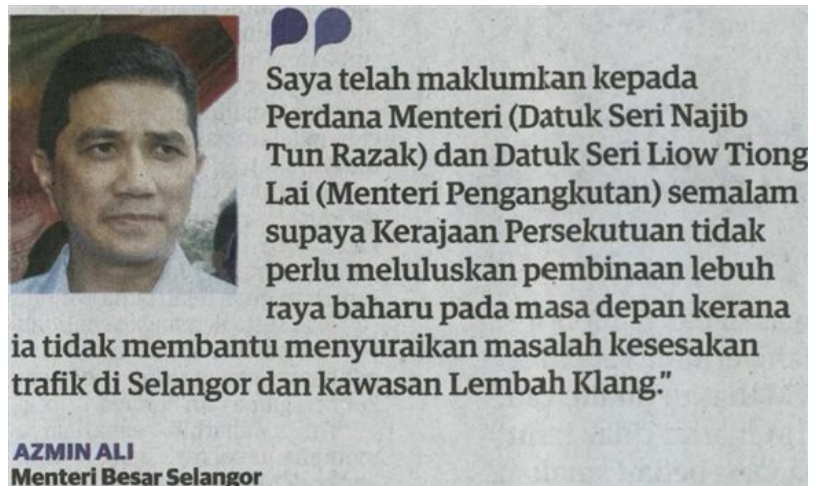 Saya telah maklumkan kepada
Perdana Menteri (Datuk Seri Najib
Tun Razak) dan Datuk Seri Liow Tiong
Lai (Menteri Pengangkutan) semalam
supaya Kerajaan Persekutuan tidak
perlu meluluskan pembinaan lebuh
raya baharu pada masa depan kerana
ia tidak membantu menyuraikan masalah kesesakan
trafik di Selangor dan kawasan Lembah Klang.”
AZMIN ALI
Menteri Besar Selangor